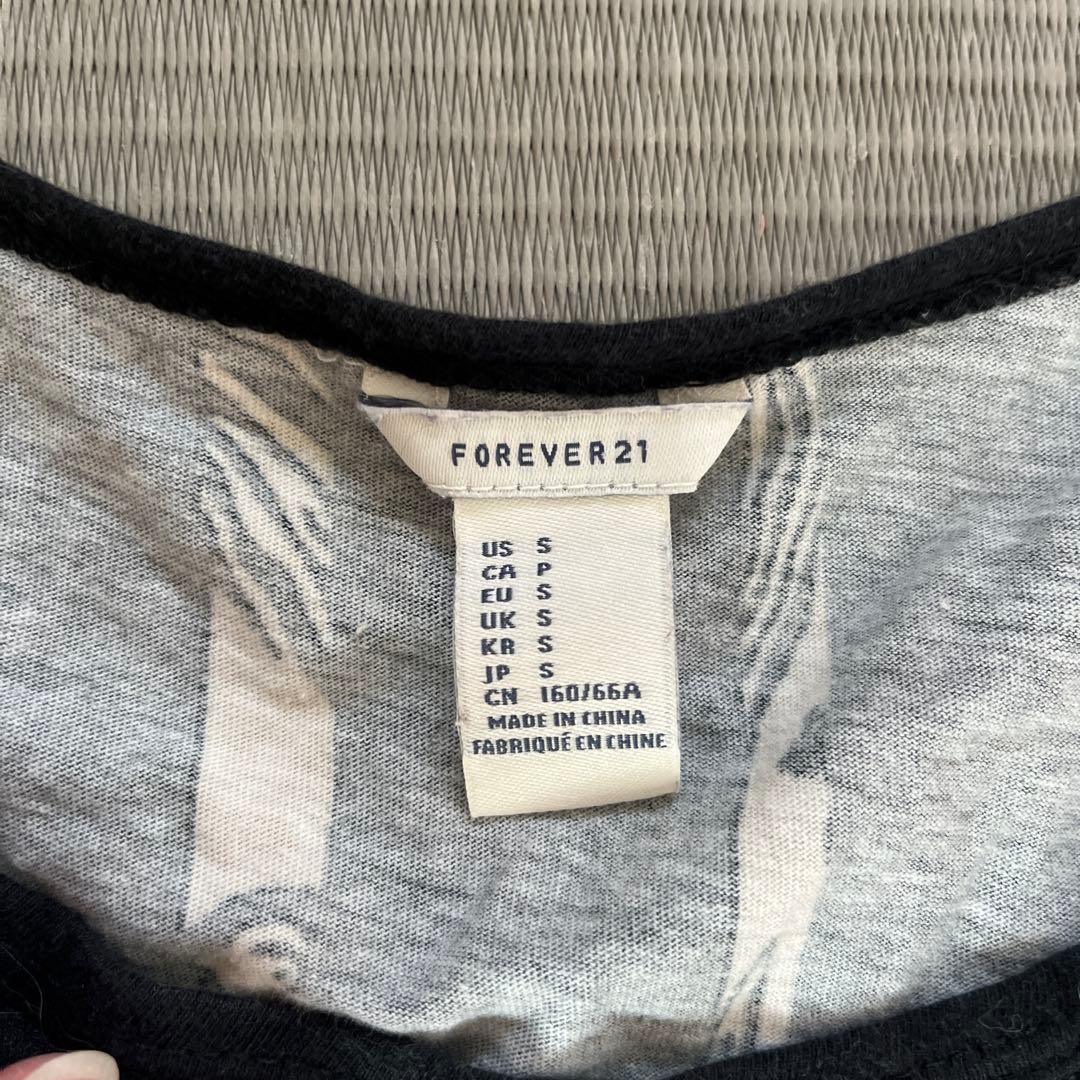 FOREVER21
US S
CA P
EU S
UK S
KR S
JP S
CN 160/66A
MADE IN CHINA
FABRIQUÉ EN CHINE